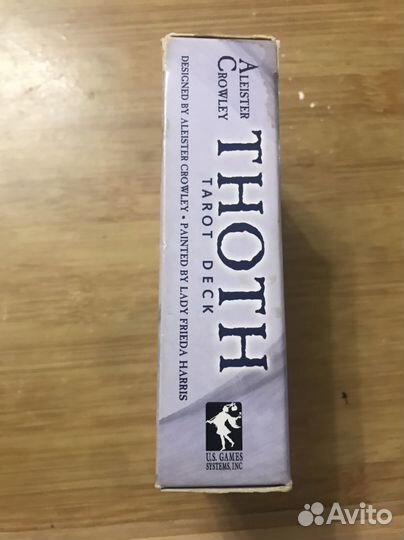 ALEISTER
CROWLEY
THOTH
TAROT DECK
DESIGNED BY ALEISTER CROWLEY • PAINTED BY LADY FRIEDA HARRIS
U.S. GAMES
SYSTEMS, INC
Avito